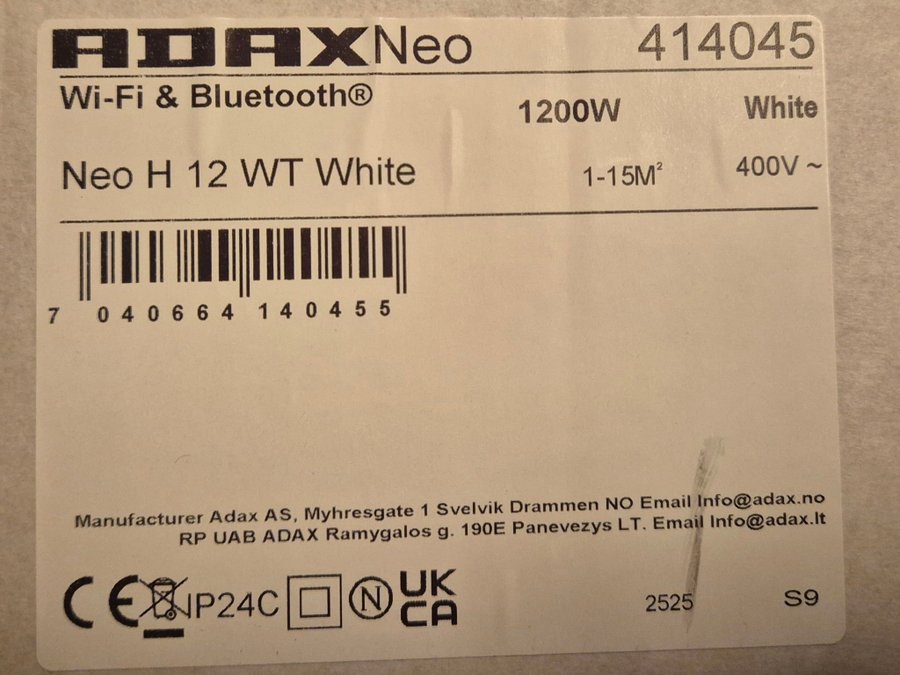 ADAX Neo 414045
Wi-Fi & Bluetooth®
1200W White
Neo H 12 WT White 1-15M² 400V ~
7 040664 140455
Manufacturer Adax AS, Myhresgate 1 Svelvik Drammen NO Email Info@adax.no
RP UAB ADAX Ramygalos g. 190E Panevezys LT. Email Info@adax.lt
CE IP24C N UK CA 2525 S9